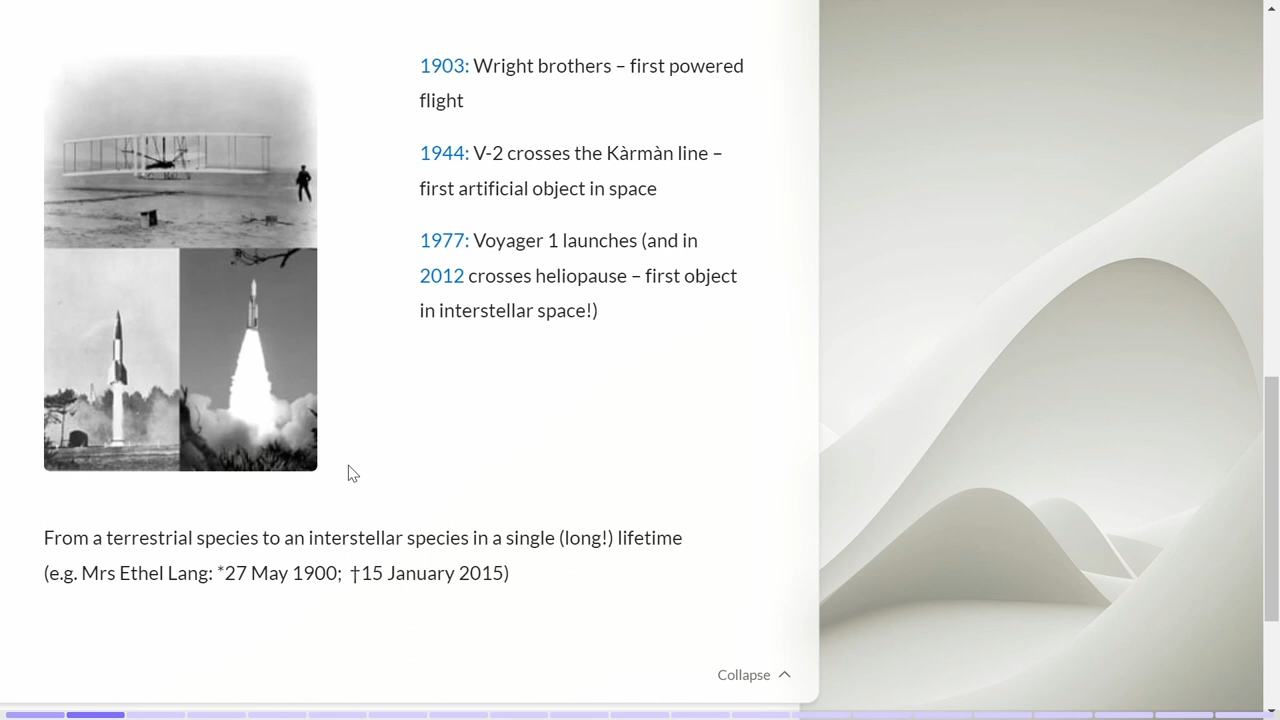 1903: Wright brothers – first powered
flight
1944: V-2 crosses the Kàrmàn line –
first artificial object in space
1977: Voyager 1 launches (and in
2012 crosses heliopause – first object
in interstellar space!)
From a terrestrial species to an interstellar species in a single (long!) lifetime
(e.g. Mrs Ethel Lang: *27 May 1900; †15 January 2015)
Collapse